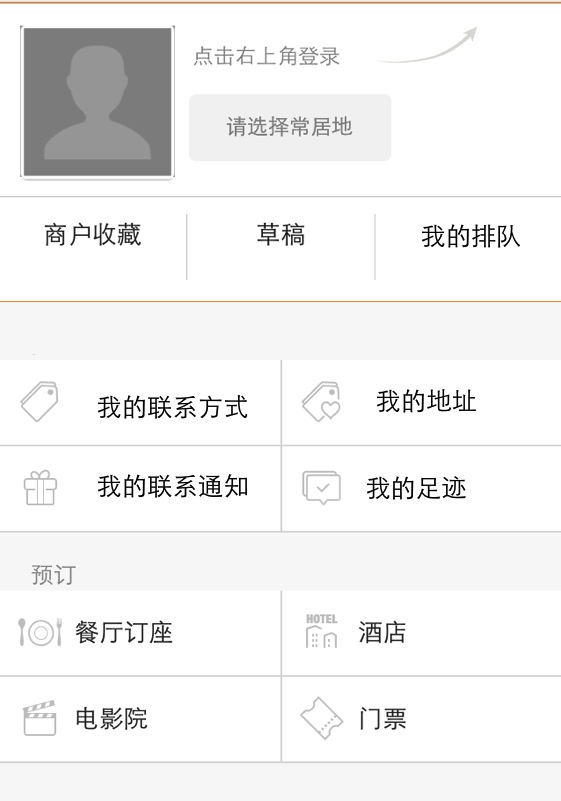 点击右上角登录
请选择常居地
商户收藏
草稿
我的排队
我的联系方式
我的地址
我的联系通知
我的足迹
预订
餐厅订座
HOTEL
酒店
电影院
门票